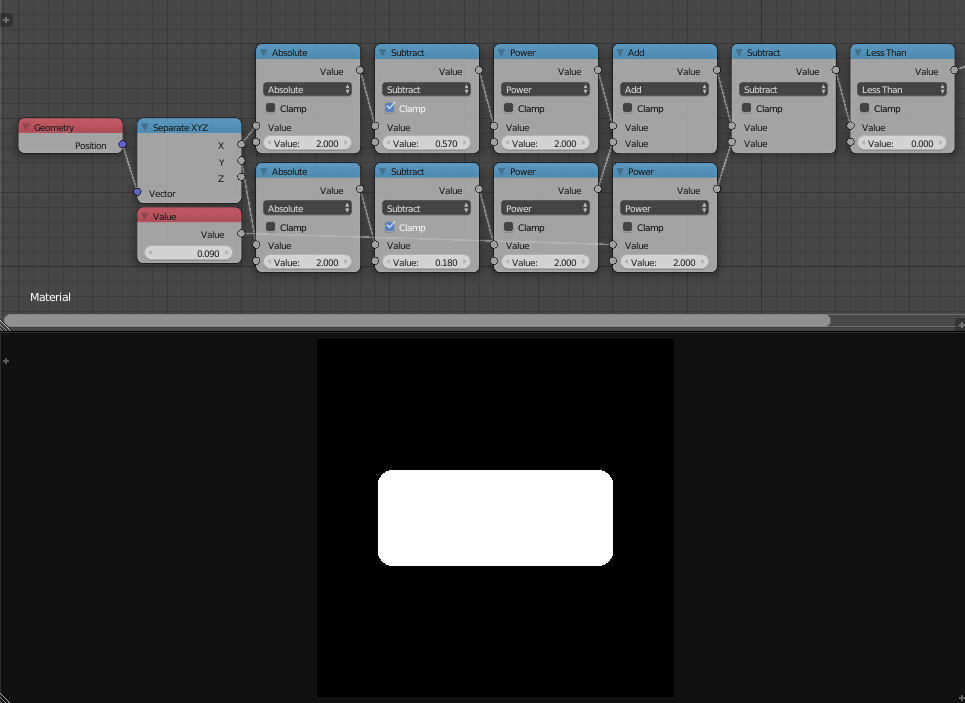 Absolute
Value
Absolute
Clamp
Value
Value: 2.000
Subtract
Value
Subtract
Clamp
Value
Value: 0.570
Power
Value
Power
Clamp
Value
Value: 2.000
Add
Value
Add
Clamp
Value
Value
Subtract
Value
Subtract
Clamp
Value
Value
Less Than
Value
Less Than
Clamp
Value
Value: 0.000
Geometry
Position
Separate XYZ
X
Y
Z
Vector
Value
Value
0.090
Absolute
Value
Absolute
Clamp
Value
Value: 2.000
Subtract
Value
Subtract
Clamp
Value
Value: 0.180
Power
Value
Power
Clamp
Value
Value: 2.000
Power
Value
Power
Clamp
Value
Value: 2.000
Material